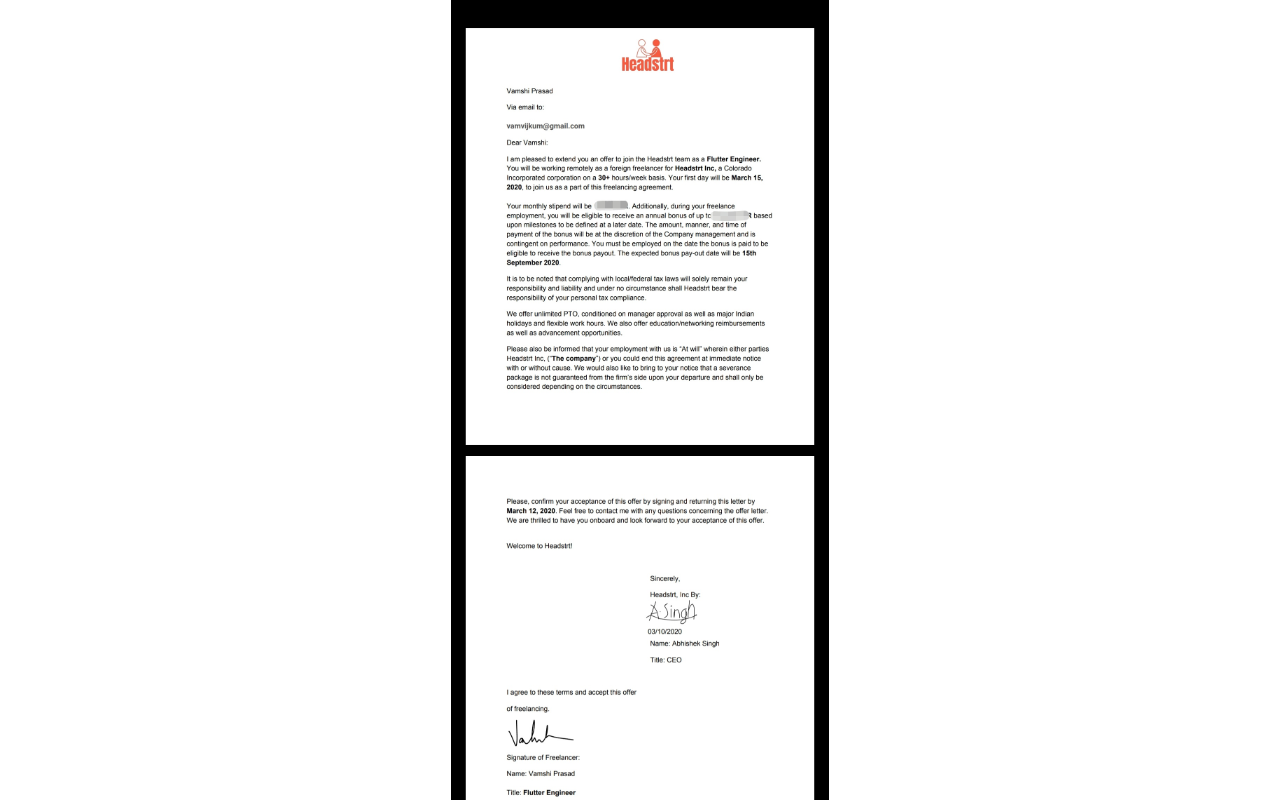 Headstrt
Vamshi Prasad
Via email to:
vamvijkum@gmail.com
Dear Vamshi:
I am pleased to extend you an offer to join the Headstrt team as a Flutter Engineer.
You will be working remotely as a foreign freelancer for Headstrt Inc, a Colorado
Incorporated corporation on a 30+ hours/week basis. Your first day will be March 15,
2020, to join us as a part of this freelancing agreement.
Your monthly stipend will be . Additionally, during your freelance
employment, you will be eligible to receive an annual bonus of up to R based
upon milestones to be defined at a later date. The amount, manner, and time of
payment of the bonus will be at the discretion of the Company management and is
contingent on performance. You must be employed on the date the bonus is paid to be
eligible to receive the bonus payout. The expected bonus pay-out date will be 15th
September 2020.
It is to be noted that complying with local/federal tax laws will solely remain your
responsibility and liability and under no circumstance shall Headstrt bear the
responsibility of your personal tax compliance.
We offer unlimited PTO, conditioned on manager approval as well as major Indian
holidays and flexible work hours. We also offer education/networking reimbursements
as well as advancement opportunities.
Please also be informed that your employment with us is "At will" wherein either parties
Headstrt Inc, ("The company") or you could end this agreement at immediate notice
with or without cause. We would also like to bring to your notice that a severance
package is not guaranteed from the firm's side upon your departure and shall only be
considered depending on the circumstances.
Please, confirm your acceptance of this offer by signing and returning this letter by
March 12, 2020. Feel free to contact me with any questions concerning the offer letter.
We are thrilled to have you onboard and look forward to your acceptance of this offer.
Welcome to Headstrt!
Sincerely,
Headstrt, Inc By:
A Singh
03/10/2020
Name: Abhishek Singh
Title: CEO
I agree to these terms and accept this offer
of freelancing.
Signature of Freelancer:
Name: Vamshi Prasad
Title: Flutter Engineer